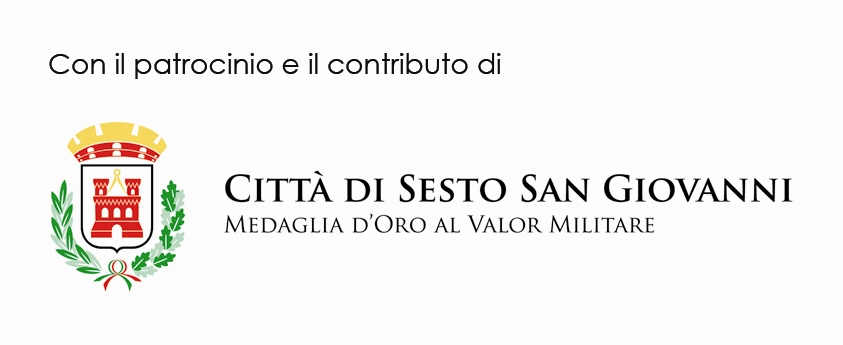 Con il patrocinio e il contributo di
Città di Sesto San Giovanni
Medaglia d'Oro al Valor Militare